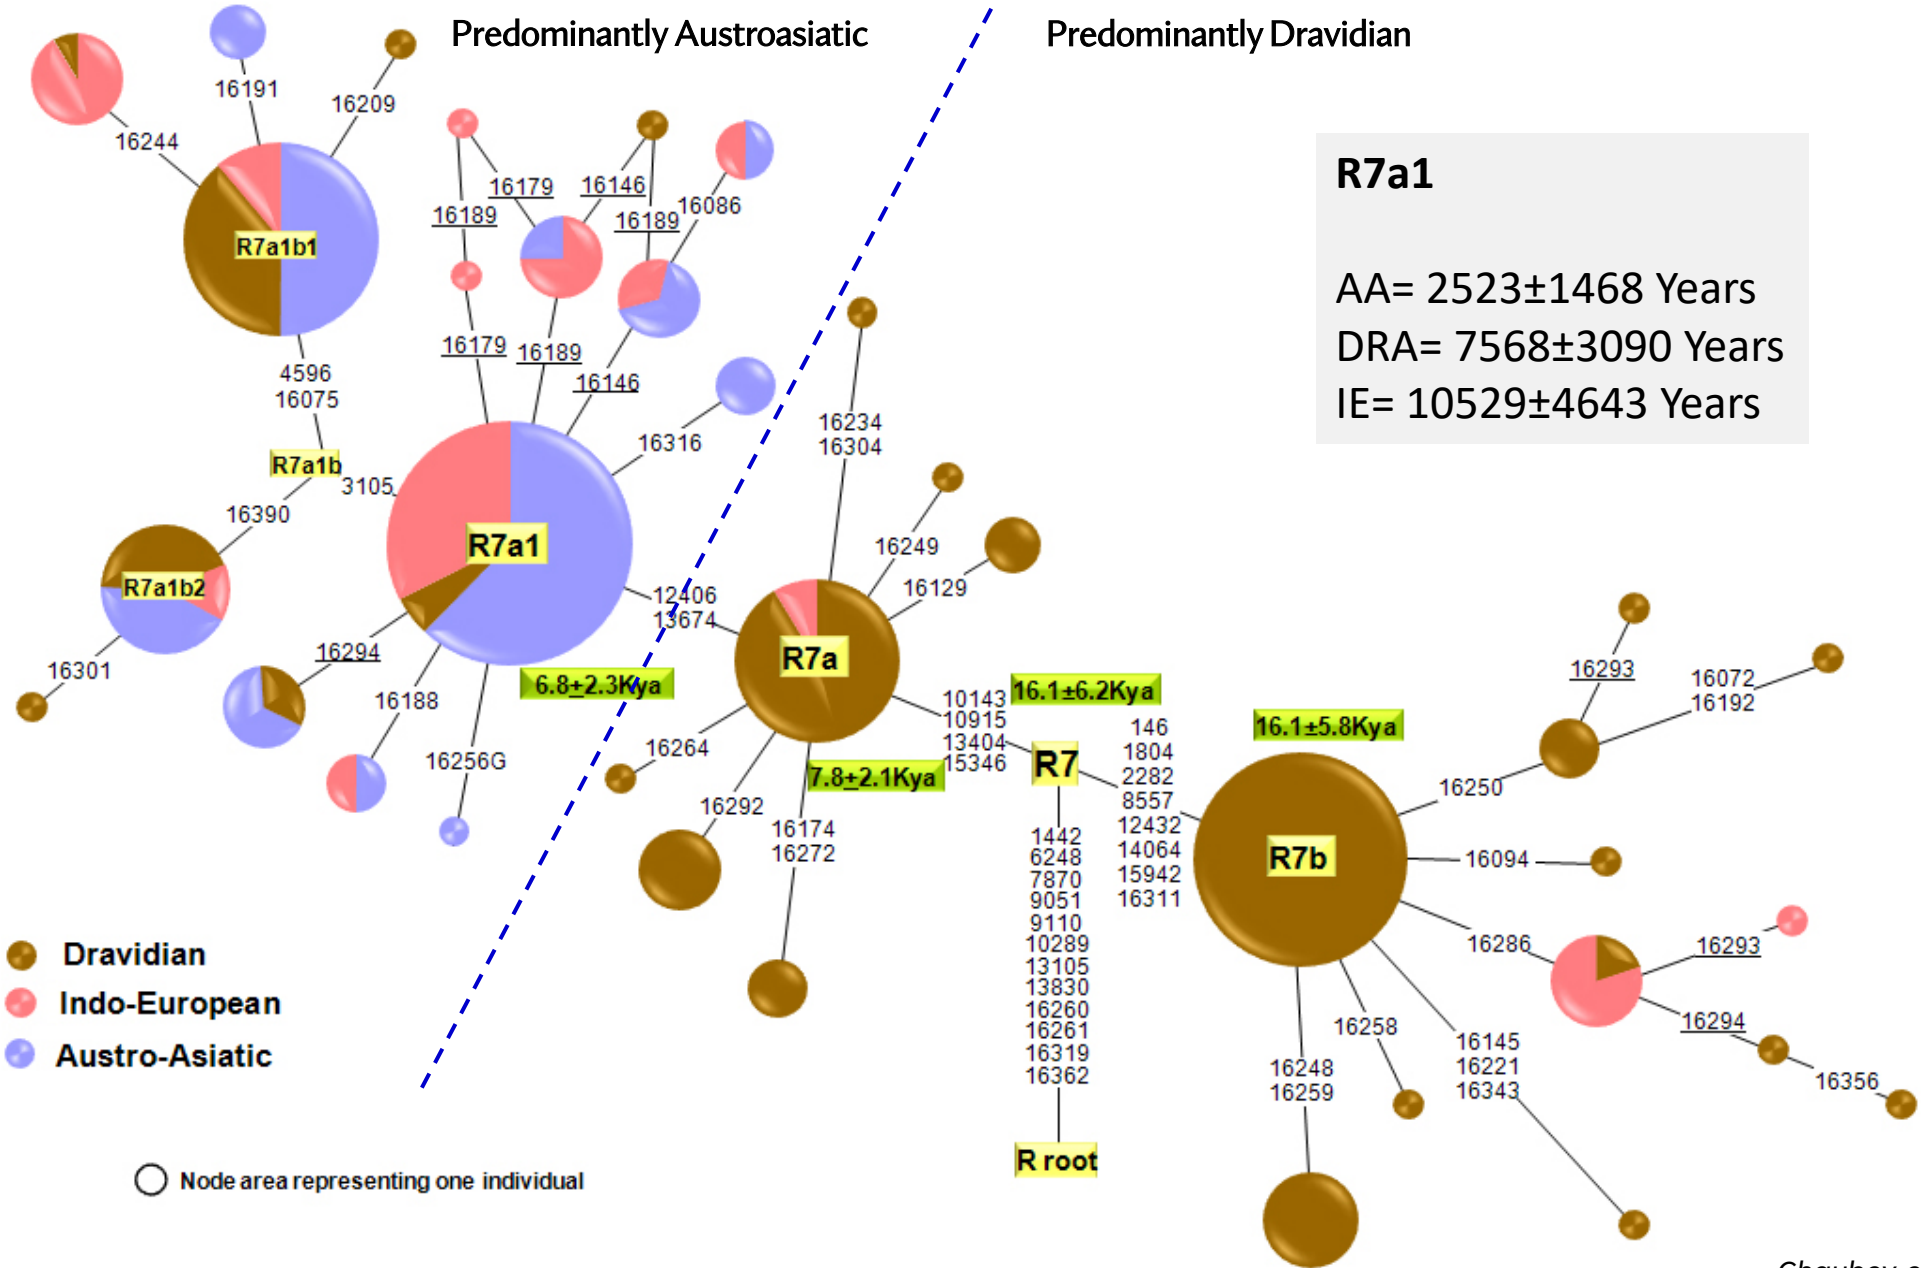 Predominantly Austroasiatic
Predominantly Dravidian
R7a1
AA= 2523±1468 Years
DRA= 7568±3090 Years
IE= 10529±4643 Years
16191
16209
16244
R7a1b1
4596
16075
R7a1b
3105
16390
R7a1b2
16301
16179
16189
16146
16189
16086
16179
16189
16146
16316
R7a1
16294
16188
16256G
12406
13674
6.8±2.3Kya
16234
16304
16249
16129
R7a
16264
16292
16174
16272
7.8±2.1Kya
10143
10915
13404
15346
16.1±6.2Kya
R7
146
1804
2282
8557
12432
14064
15942
16311
1442
6248
7870
9051
9110
10289
13105
13830
16260
16261
16319
16362
R root
16.1±5.8Kya
R7b
16293
16072
16192
16250
16094
16286
16293
16294
16356
16258
16145
16221
16343
16248
16259
Dravidian
Indo-European
Austro-Asiatic
Node area representing one individual